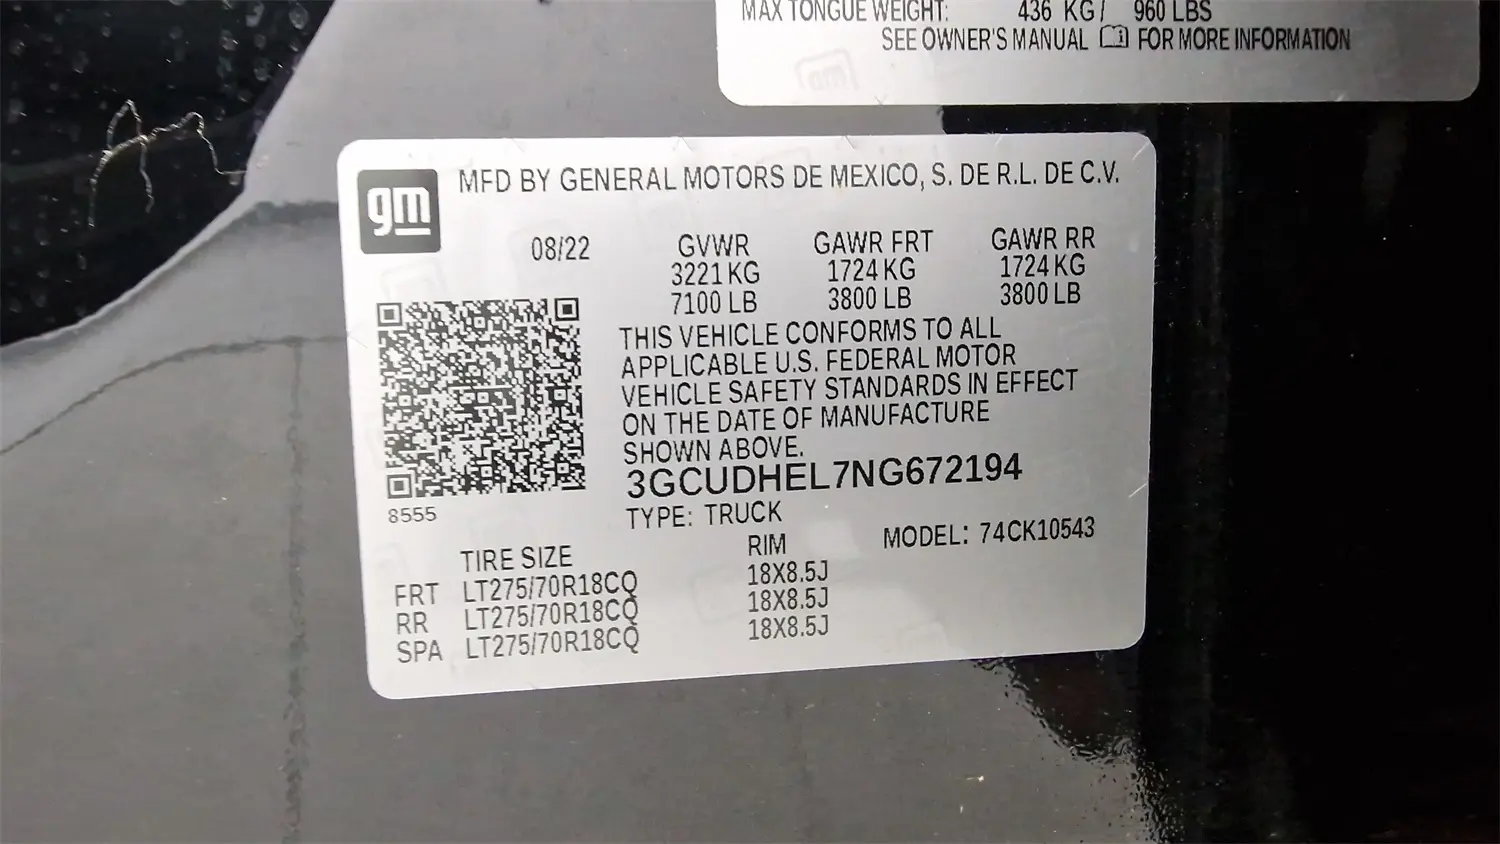 MAX TONGUE WEIGHT: 436 KG / 960 LBS
SEE OWNER'S MANUAL FOR MORE INFORMATION
gm
MFD BY GENERAL MOTORS DE MEXICO, S. DE R.L. DE C.V.
08/22 GVWR GAWR FRT GAWR RR
3221 KG 1724 KG 1724 KG
7100 LB 3800 LB 3800 LB
THIS VEHICLE CONFORMS TO ALL
APPLICABLE U.S. FEDERAL MOTOR
VEHICLE SAFETY STANDARDS IN EFFECT
ON THE DATE OF MANUFACTURE
SHOWN ABOVE.
3GCUDHEL7NG672194
8555
TYPE: TRUCK
MODEL: 74CK10543
TIRE SIZE RIM
FRT LT275/70R18CQ 18X8.5J
RR LT275/70R18CQ 18X8.5J
SPA LT275/70R18CQ 18X8.5J